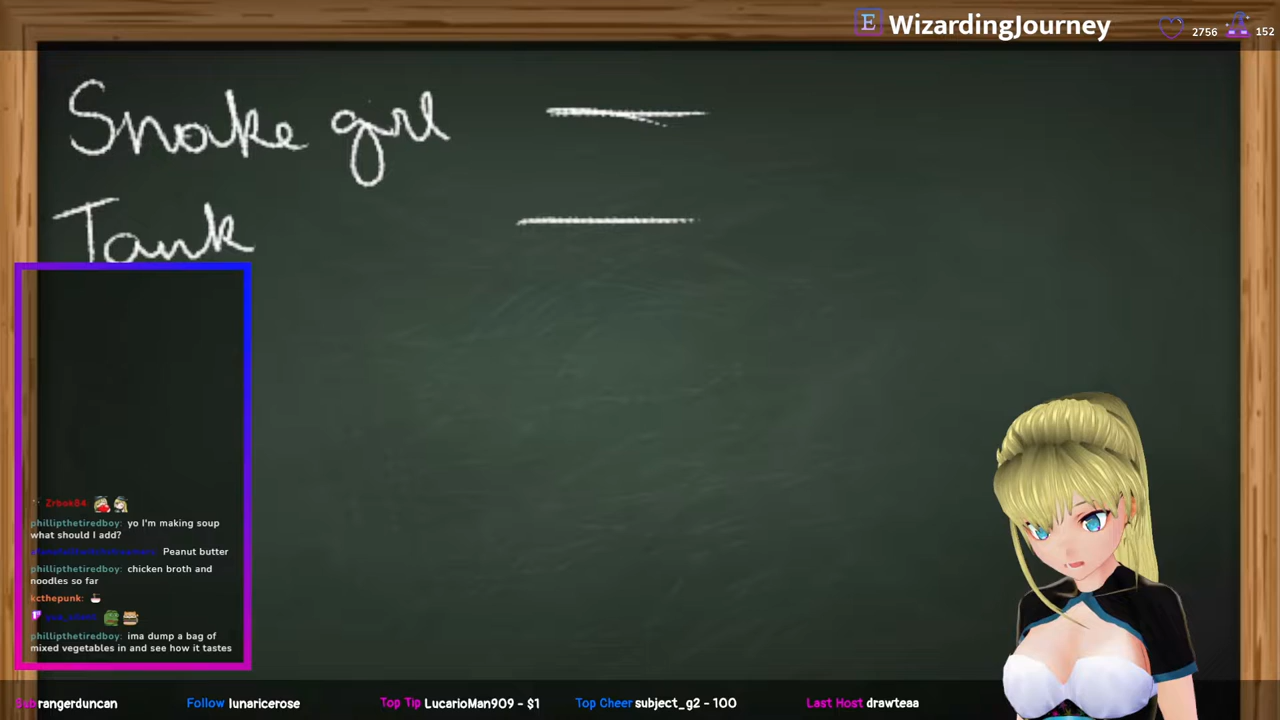 E WizardingJourney
2756
152
Snake girl
Tank
Zrbok84
phillipthetiredboy: yo I'm making soup
what should I add?
Peanut butter
phillipthetiredboy: chicken broth and
noodles so far
kcthepunk:
phillipthetiredboy: ima dump a bag of
mixed vegetables in and see how it tastes
Sub rangerduncan
Follow lunaricerose
Top Tip LucarioMan909 - $1
Top Cheer subject_g2 - 100
Last Host drawteaa